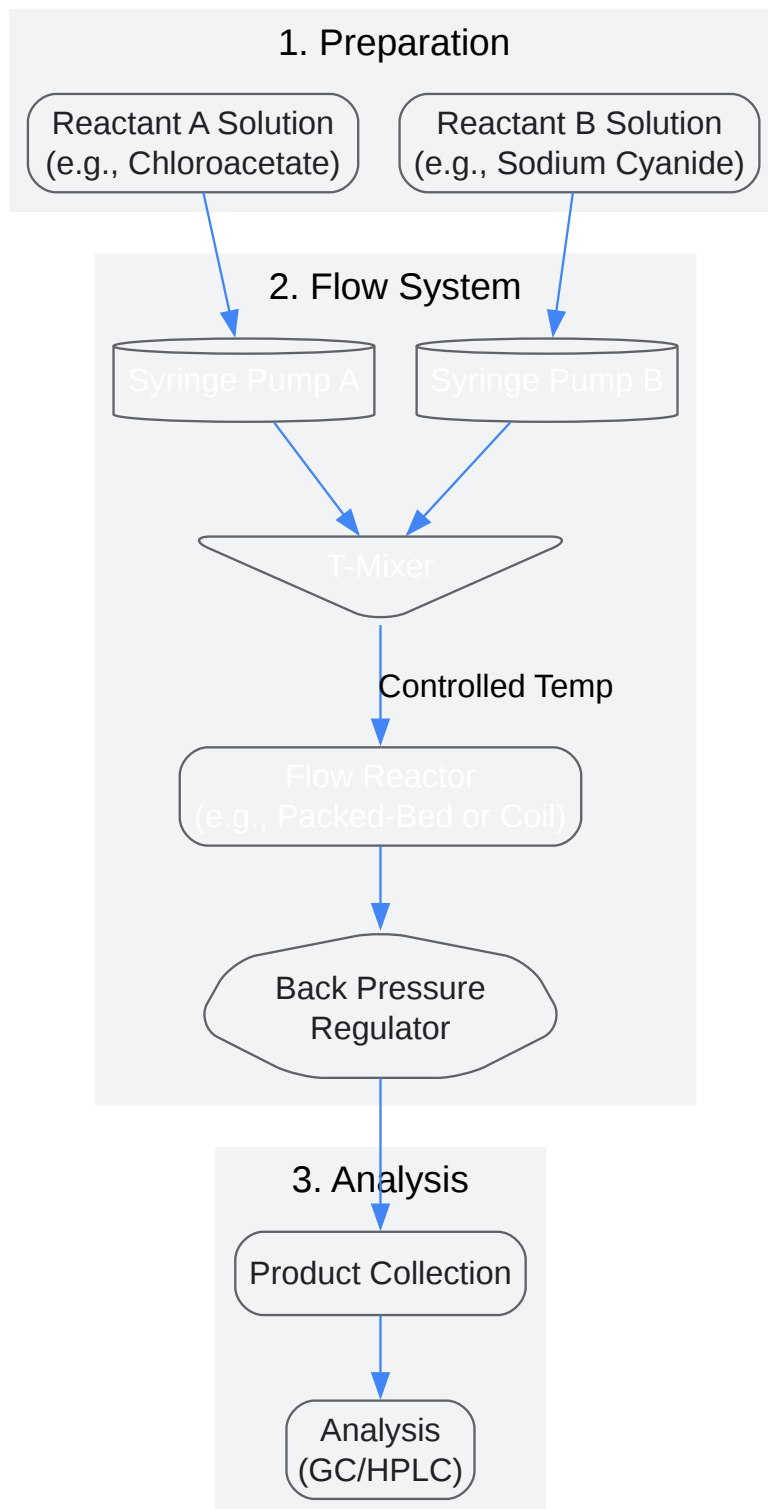 1. Preparation
Reactant A Solution
(e.g., Chloroacetate)
Reactant B Solution
(e.g., Sodium Cyanide)
2. Flow System
Syringe Pump A
Syringe Pump B
T-Mixer
Controlled Temp
Flow Reactor
(e.g., Packed-Bed or Coil)
Back Pressure
Regulator
3. Analysis
Product Collection
Analysis
(GC/HPLC)